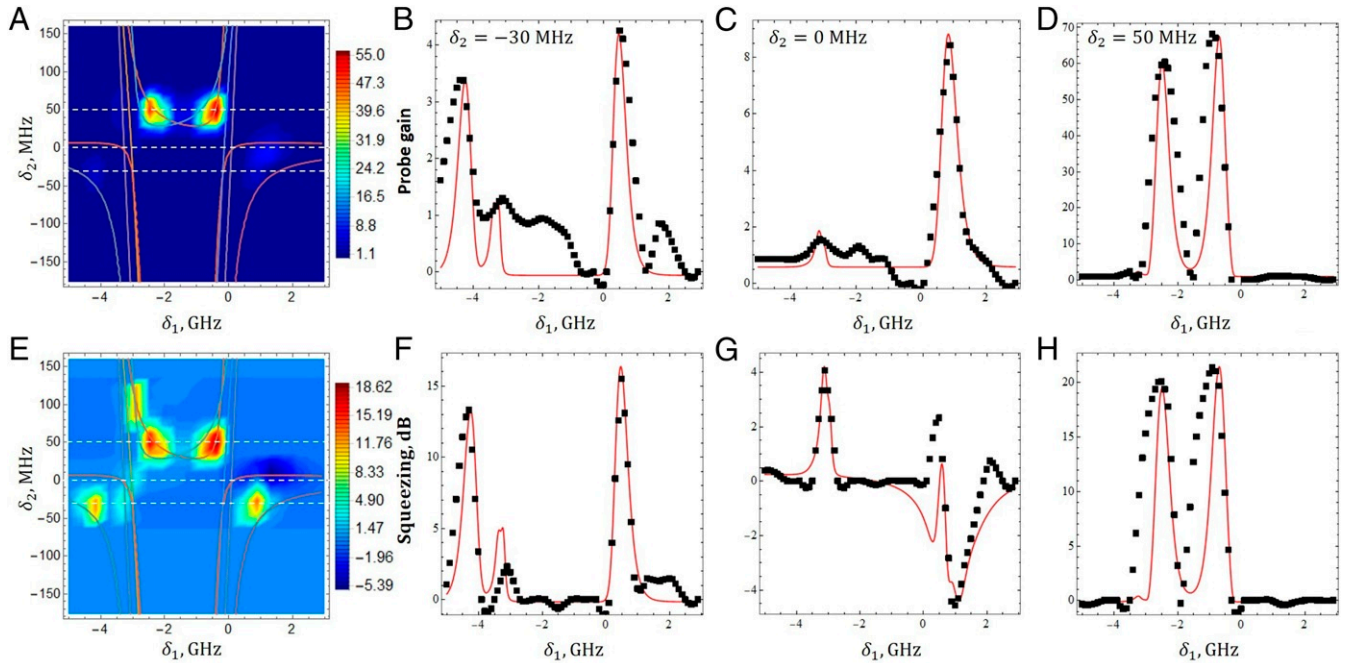 A
150
100
50
0
−50
−100
−150
−4 −2 0 2
δ₂, MHz
δ₁, GHz
55.0
47.3
39.6
31.9
24.2
16.5
8.8
1.1
B
δ₂ = −30 MHz
4
3
2
1
0
−4 −2 0 2
Probe gain
δ₁, GHz
C
δ₂ = 0 MHz
8
6
4
2
0
−4 −2 0 2
δ₁, GHz
D
δ₂ = 50 MHz
70
60
50
40
30
20
10
0
−4 −2 0 2
δ₁, GHz
E
150
100
50
0
−50
−100
−150
−4 −2 0 2
δ₂, MHz
δ₁, GHz
18.62
15.19
11.76
8.33
4.90
1.47
−1.96
−5.39
F
15
10
5
0
−4 −2 0 2
Squeezing, dB
δ₁, GHz
G
4
2
0
−2
−4
−4 −2 0 2
δ₁, GHz
H
20
15
10
5
0
−4 −2 0 2
δ₁, GHz